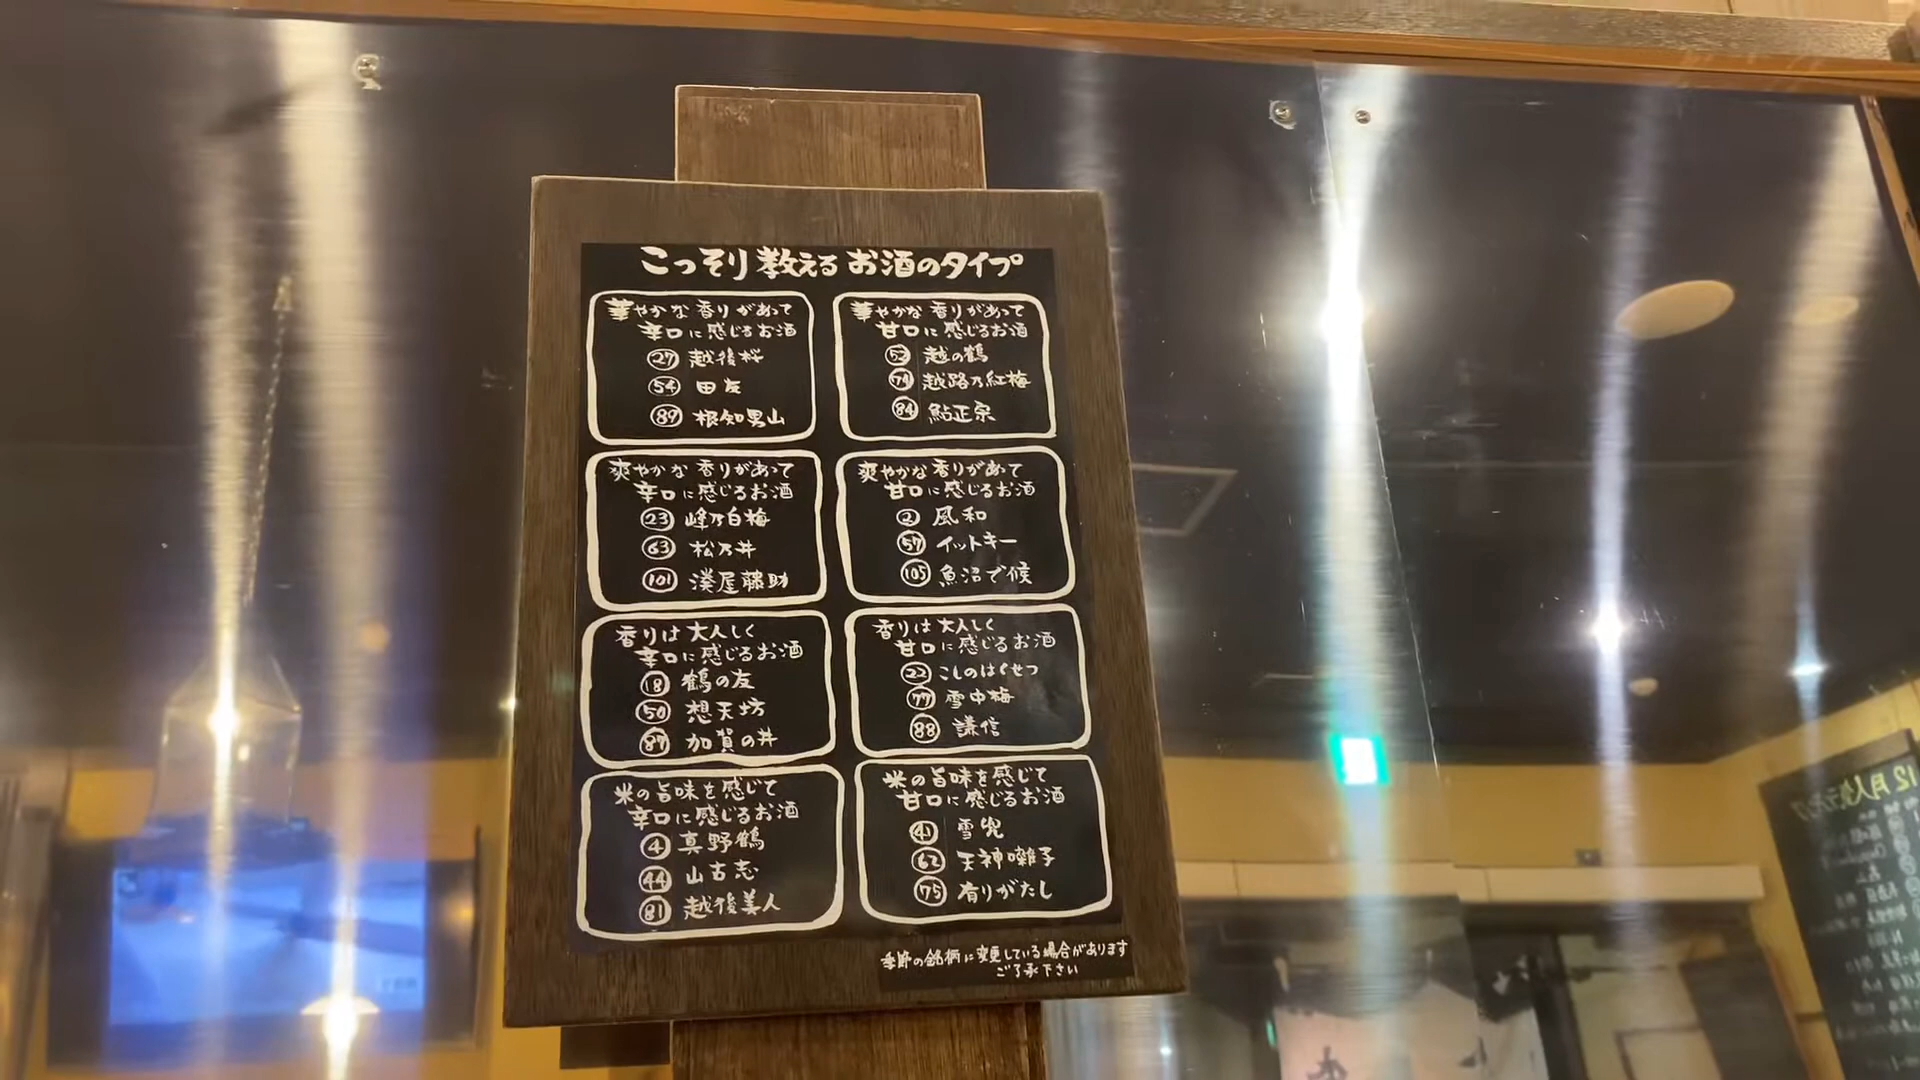 こっそり教えるお酒のタイプ
華やかな香りがあって
辛口に感じるお酒
27 越後桜
54 田友
89 根知男山
華やかな香りがあって
甘口に感じるお酒
52 越の鶴
71 越路乃紅梅
84 鮎正宗
爽やかな香りがあって
辛口に感じるお酒
23 峰乃白梅
63 松乃井
101 湊屋藤助
爽やかな香りがあって
甘口に感じるお酒
2 風和
57 イットキー
105 魚沼で候
香りは大人しく
辛口に感じるお酒
18 鶴の友
50 想天坊
87 加賀の井
香りは大人しく
甘口に感じるお酒
22 こしのはくせつ
77 雪中梅
88 謙信
米の旨味を感じて
辛口に感じるお酒
4 真野鶴
44 山古志
81 越後美人
米の旨味を感じて
甘口に感じるお酒
41 雪兜
62 天神囃子
75 有りがたし
季節の銘柄に変更している場合があります
ご了承下さい
12月人気ランキング